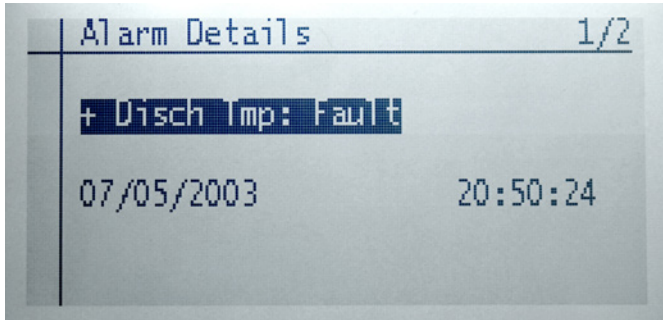 Alarm Details 1/2
+ Disch Tmp: Fault
07/05/2003 20:50:24